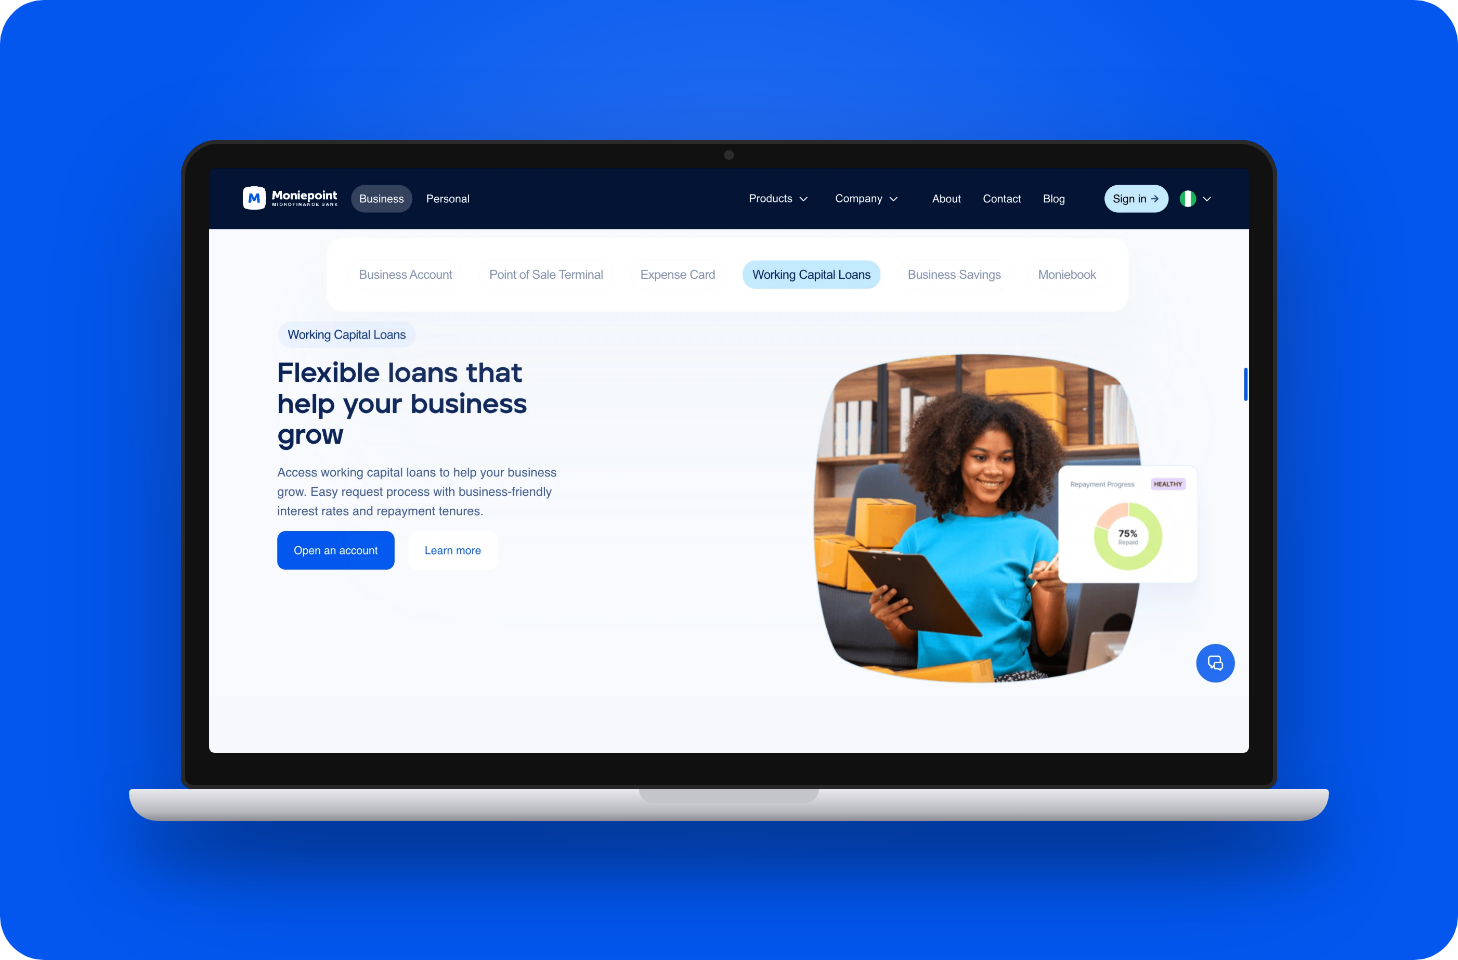 M Moniepoint
MICROFINANCE BANK
Business
Personal
Products
Company
About
Contact
Blog
Sign in →
Business Account
Point of Sale Terminal
Expense Card
Working Capital Loans
Business Savings
Moniebook
Working Capital Loans
Flexible loans that
help your business
grow
Access working capital loans to help your business
grow. Easy request process with business-friendly
interest rates and repayment tenures.
Open an account
Learn more
Repayment Progress
HEALTHY
75%
Repaid